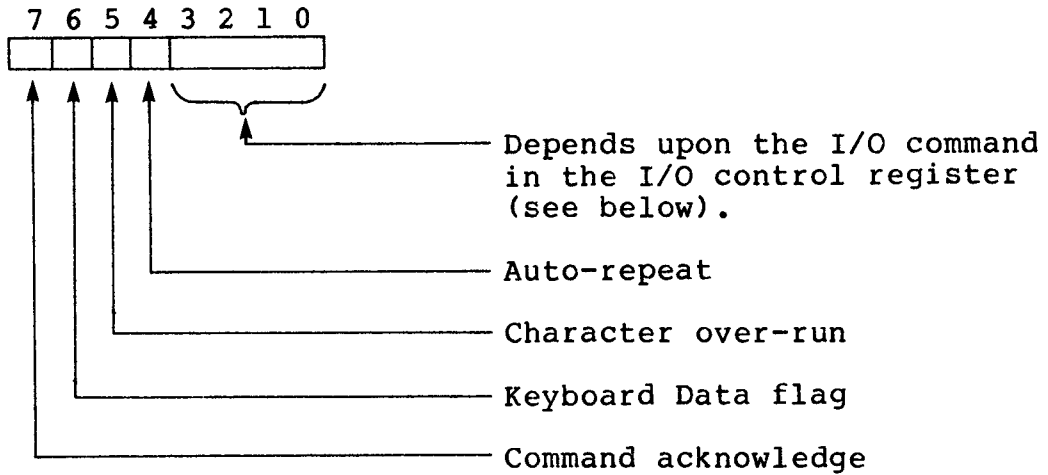 7 6 5 4 3 2 1 0
Depends upon the I/O command
in the I/O control register
(see below).
Auto-repeat
Character over-run
Keyboard Data flag
Command acknowledge